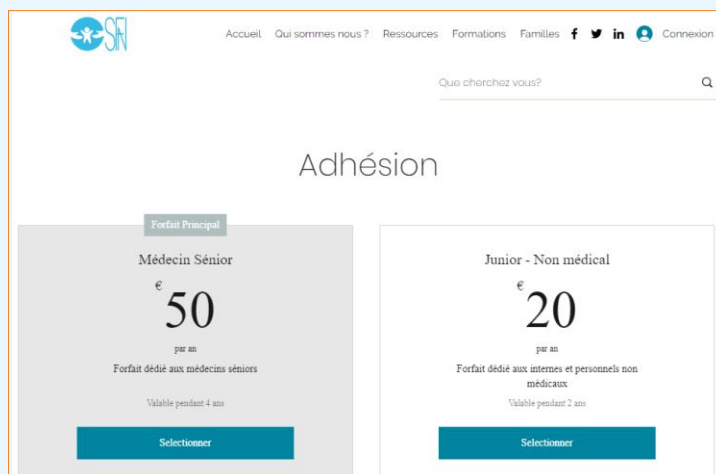 SFN
Accueil Qui sommes nous ? Ressources Formations Familles f in Connexion
Que cherchez vous?
Adhésion
Forfait Principal
Médecin Sénior
€
50
par an
Forfait dédié aux médecins séniors
Valable pendant 4 ans
Selectionner
Junior - Non médical
€
20
par an
Forfait dédié aux internes et personnels non
médicaux
Valable pendant 2 ans
Selectionner